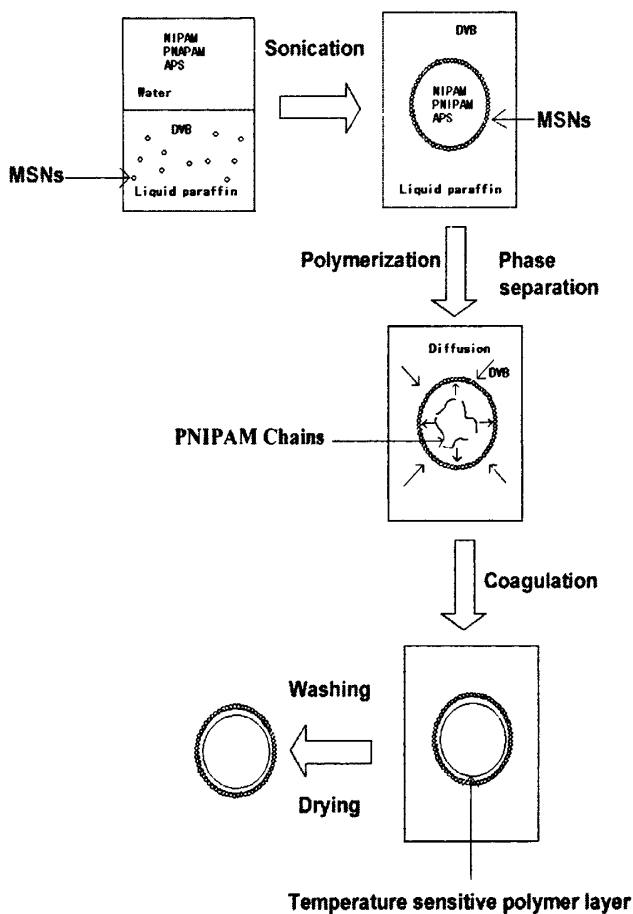 NIPAM
PNAPAM
APS
Water
DVB
Liquid paraffin
MSNs
Sonication
DVB
NIPAM
PNIPAM
APS
MSNs
Liquid paraffin
Polymerization
Phase
separation
Diffusion
DVB
PNIPAM Chains
Coagulation
Washing
Drying
Temperature sensitive polymer layer